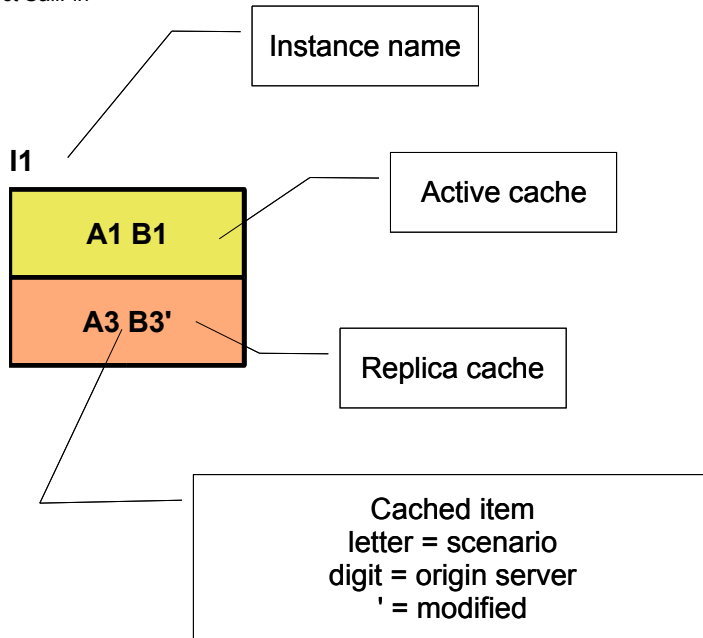 Instance name
I1
Active cache
A1 B1
A3 B3'
Replica cache
Cached item
letter = scenario
digit = origin server
' = modified